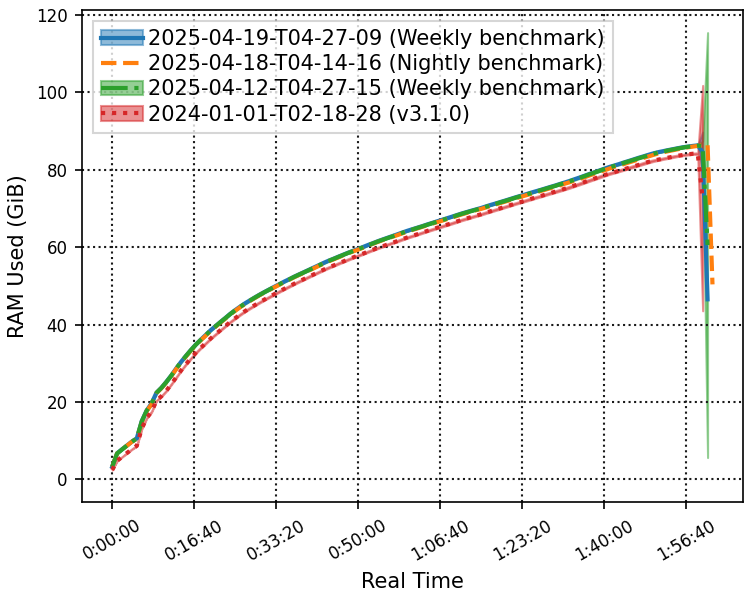 120
100
80
60
40
20
0
RAM Used (GiB)
2025-04-19-T04-27-09 (Weekly benchmark)
2025-04-18-T04-14-16 (Nightly benchmark)
2025-04-12-T04-27-15 (Weekly benchmark)
2024-01-01-T02-18-28 (v3.1.0)
0:00:00
0:16:40
0:33:20
0:50:00
1:06:40
1:23:20
1:40:00
1:56:40
Real Time